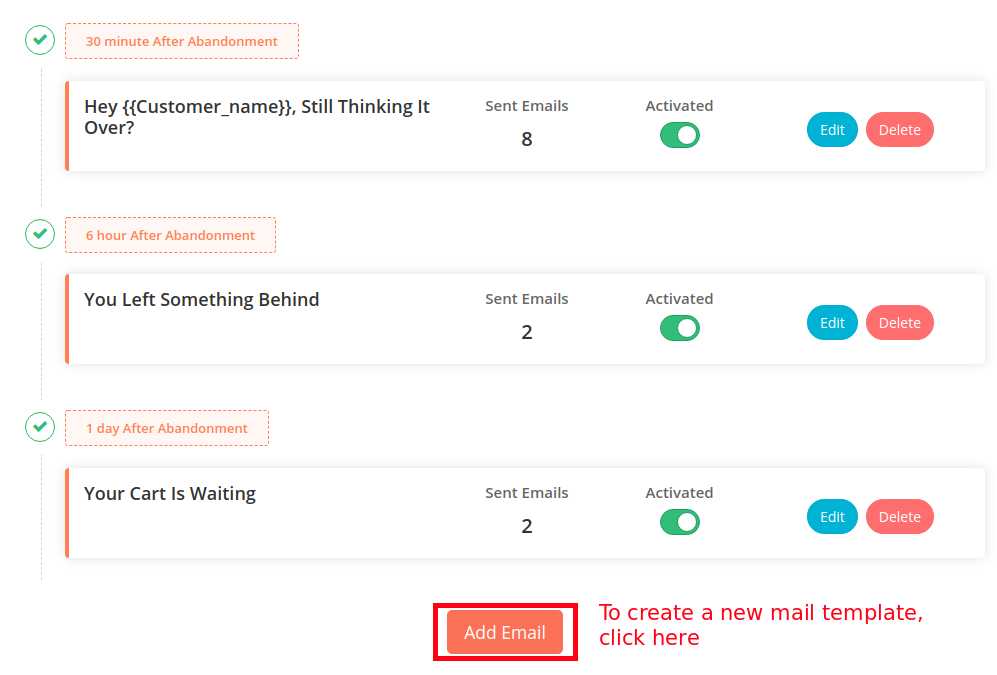 30 minute After Abandonment
Hey {{Customer_name}}, Still Thinking It
Over?
Sent Emails
8
Activated
Edit
Delete
6 hour After Abandonment
You Left Something Behind
Sent Emails
2
Activated
Edit
Delete
1 day After Abandonment
Your Cart Is Waiting
Sent Emails
2
Activated
Edit
Delete
Add Email
To create a new mail template,
click here